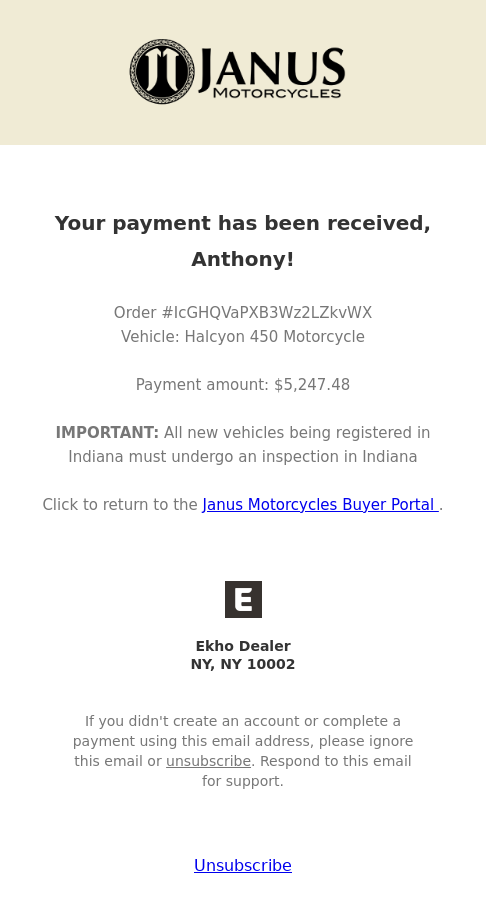 JANUS
MOTORCYCLES
Your payment has been received,
Anthony!
Order #IcGHQVaPXB3Wz2LZkvWX
Vehicle: Halcyon 450 Motorcycle
Payment amount: $5,247.48
IMPORTANT: All new vehicles being registered in
Indiana must undergo an inspection in Indiana
Click to return to the Janus Motorcycles Buyer Portal .
E
Ekho Dealer
NY, NY 10002
If you didn't create an account or complete a
payment using this email address, please ignore
this email or unsubscribe. Respond to this email
for support.
Unsubscribe